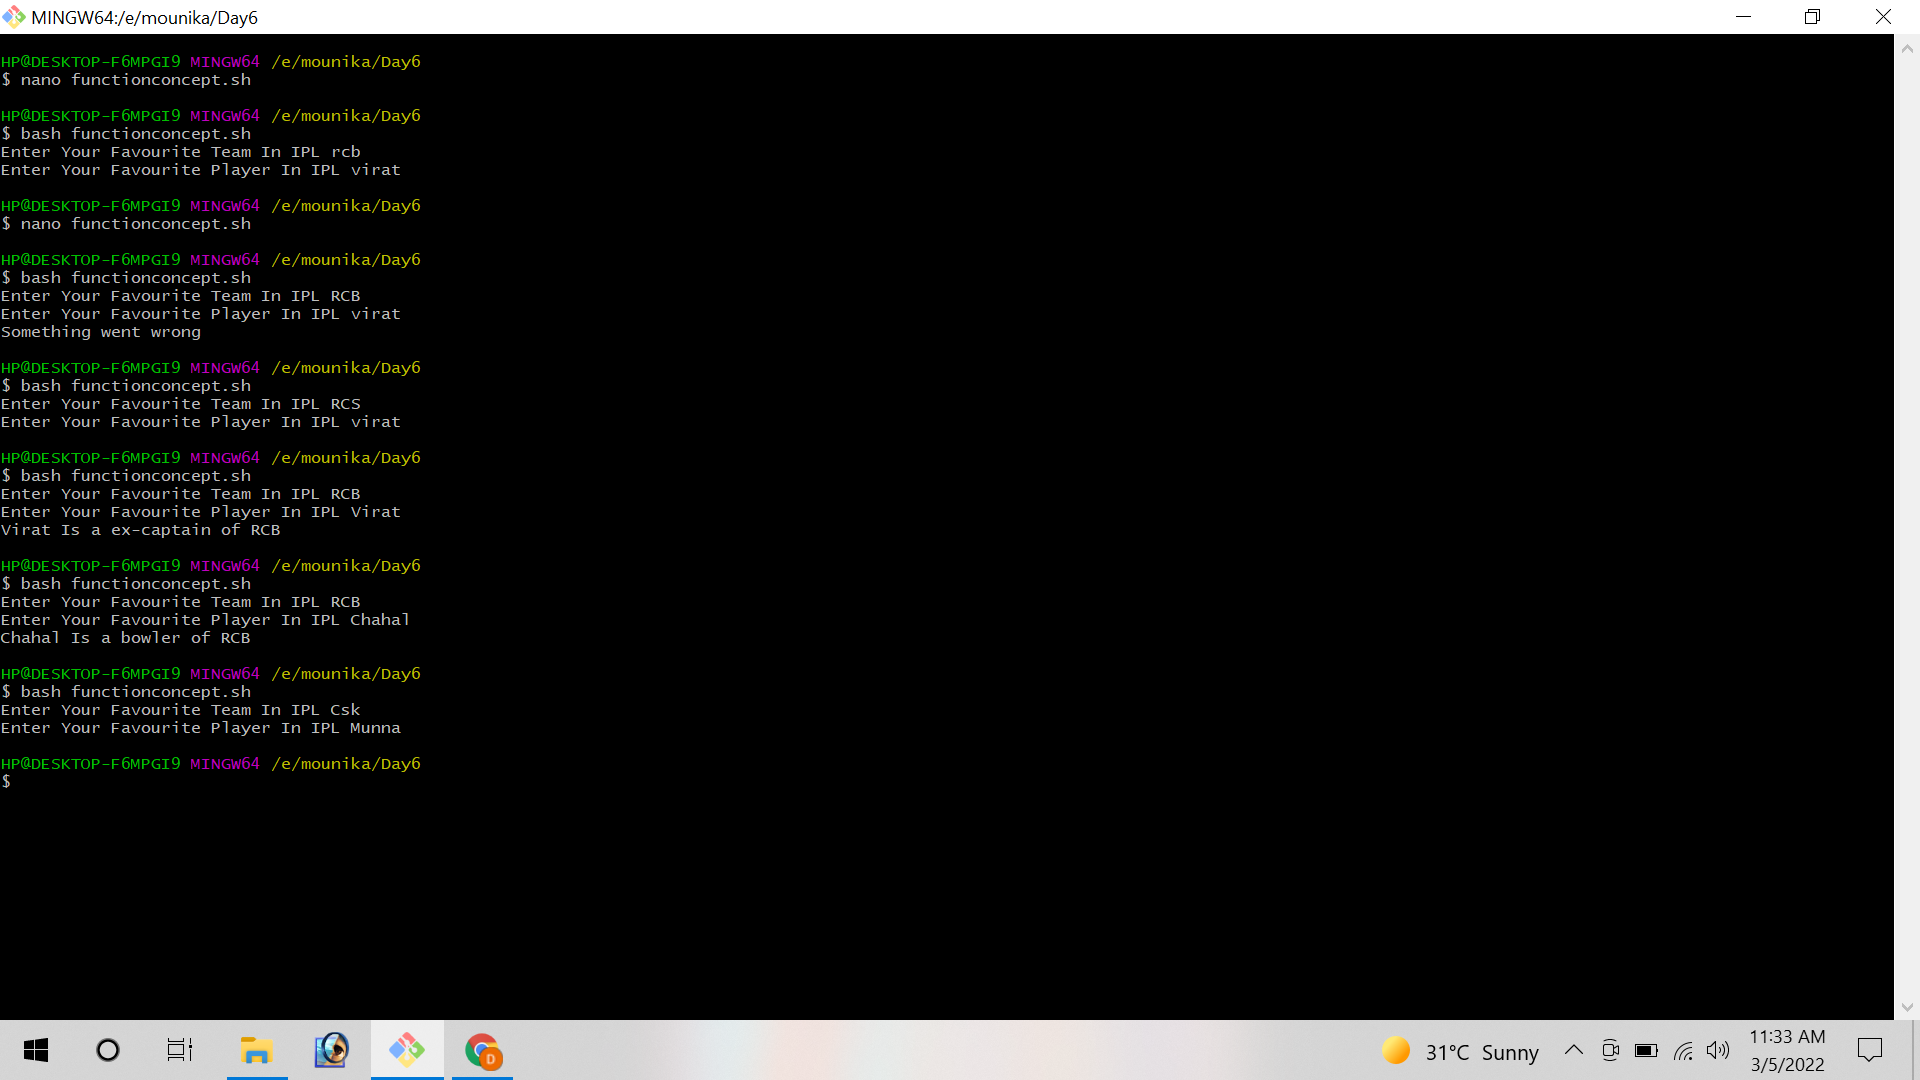 MINGW64:/e/mounika/Day6
HP@DESKTOP-F6MPGI9 MINGW64 /e/mounika/Day6
$ nano functionconcept.sh
HP@DESKTOP-F6MPGI9 MINGW64 /e/mounika/Day6
$ bash functionconcept.sh
Enter Your Favourite Team In IPL rcb
Enter Your Favourite Player In IPL virat
HP@DESKTOP-F6MPGI9 MINGW64 /e/mounika/Day6
$ nano functionconcept.sh
HP@DESKTOP-F6MPGI9 MINGW64 /e/mounika/Day6
$ bash functionconcept.sh
Enter Your Favourite Team In IPL RCB
Enter Your Favourite Player In IPL virat
Something went wrong
HP@DESKTOP-F6MPGI9 MINGW64 /e/mounika/Day6
$ bash functionconcept.sh
Enter Your Favourite Team In IPL RCS
Enter Your Favourite Player In IPL virat
HP@DESKTOP-F6MPGI9 MINGW64 /e/mounika/Day6
$ bash functionconcept.sh
Enter Your Favourite Team In IPL RCB
Enter Your Favourite Player In IPL Virat
Virat Is a ex-captain of RCB
HP@DESKTOP-F6MPGI9 MINGW64 /e/mounika/Day6
$ bash functionconcept.sh
Enter Your Favourite Team In IPL RCB
Enter Your Favourite Player In IPL Chahal
Chahal Is a bowler of RCB
HP@DESKTOP-F6MPGI9 MINGW64 /e/mounika/Day6
$ bash functionconcept.sh
Enter Your Favourite Team In IPL Csk
Enter Your Favourite Player In IPL Munna
HP@DESKTOP-F6MPGI9 MINGW64 /e/mounika/Day6
$
D
31°C Sunny
11:33 AM
3/5/2022